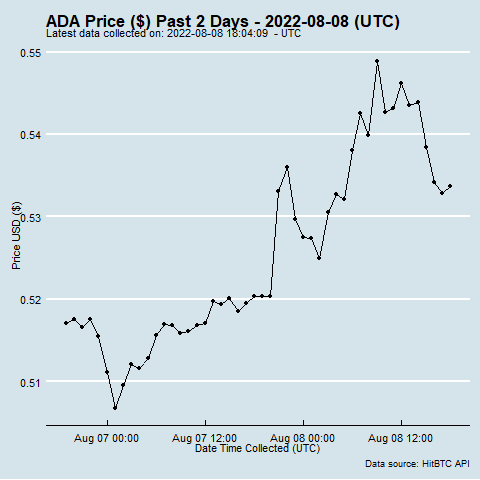 ADA Price ($) Past 2 Days - 2022-08-08 (UTC)
Latest data collected on: 2022-08-08 18:04:09 - UTC
0.55
0.54
0.53
0.52
0.51
Price USD ($)
Aug 07 00:00 Aug 07 12:00 Aug 08 00:00 Aug 08 12:00
Date Time Collected (UTC)
Data source: HitBTC API